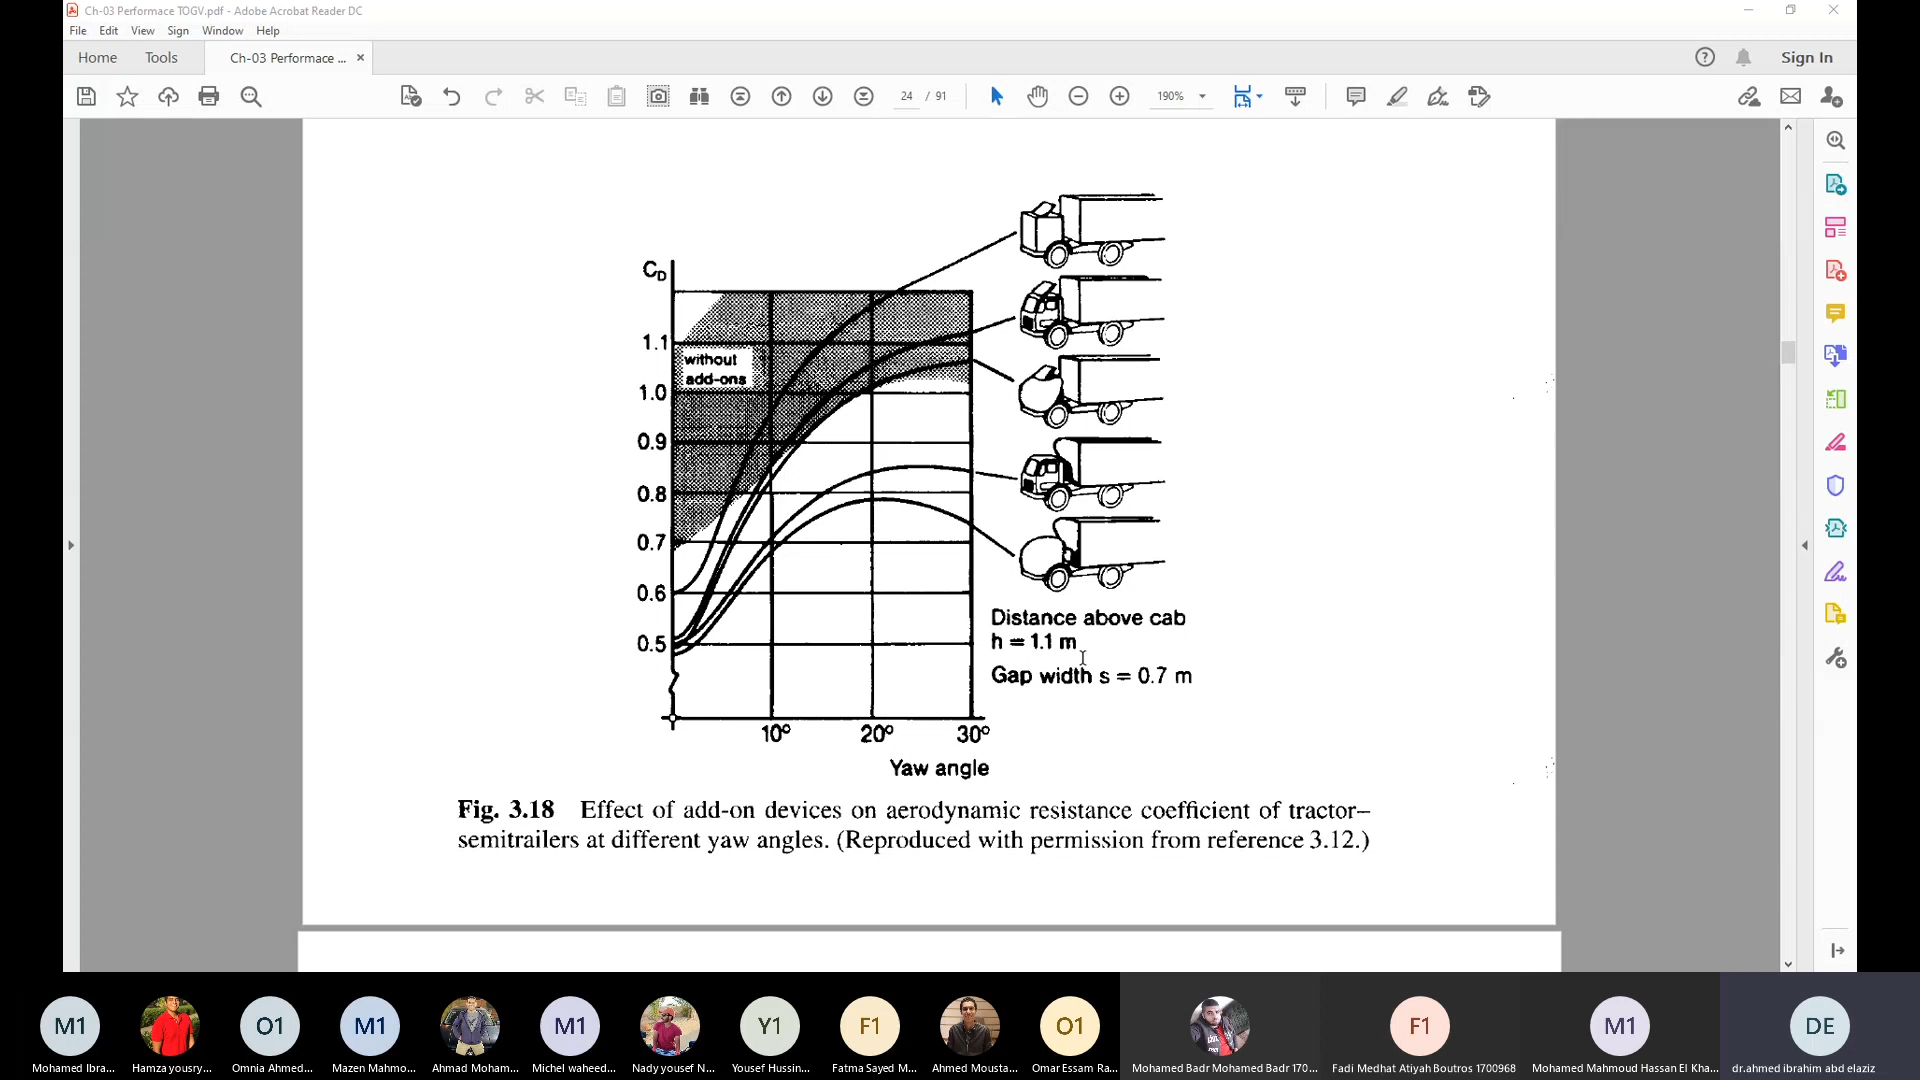 Ch-03 Performace TOGV.pdf - Adobe Acrobat Reader DC
File Edit View Sign Window Help
Home Tools Ch-03 Performace ... × Sign In
24 / 91 190%
C_D
1.1
without
add-ons
1.0
0.9
0.8
0.7
0.6
0.5
Distance above cab
h = 1.1 m
Gap width s = 0.7 m
10° 20° 30°
Yaw angle
Fig. 3.18 Effect of add-on devices on aerodynamic resistance coefficient of tractor–
semitrailers at different yaw angles. (Reproduced with permission from reference 3.12.)
M1 O1 M1 M1 Y1 F1 O1 F1 M1 DE
Mohamed Ibra... Hamza yousry... Omnia Ahmed... Mazen Mahmo... Ahmad Moham... Michel waheed... Nady yousef N... Yousef Hussin... Fatma Sayed M... Ahmed Mousta... Omar Essam Ra... Mohamed Badr Mohamed Badr 170... Fadi Medhat Atiyah Boutros 1700968 Mohamed Mahmoud Hassan El Kha... dr.ahmed ibrahim abd elaziz